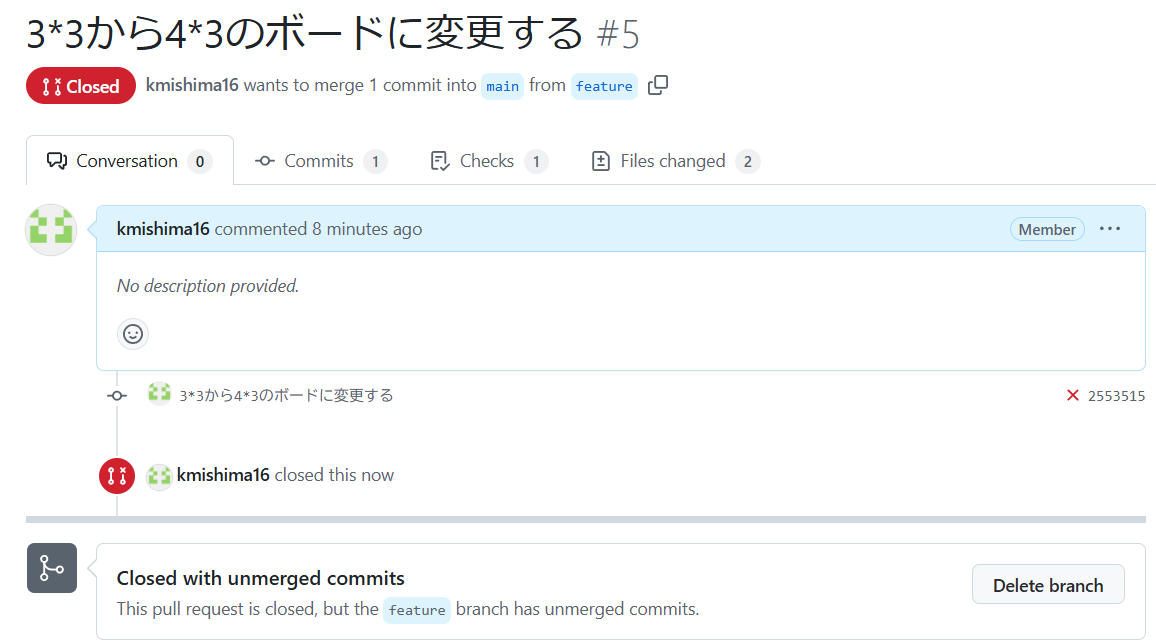 3*3から4*3のボードに変更する #5
Closed kmishima16 wants to merge 1 commit into main from feature
Conversation 0 Commits 1 Checks 1 Files changed 2
kmishima16 commented 8 minutes ago Member
No description provided.
3*3から4*3のボードに変更する 2553515
kmishima16 closed this now
Closed with unmerged commits
This pull request is closed, but the feature branch has unmerged commits.
Delete branch